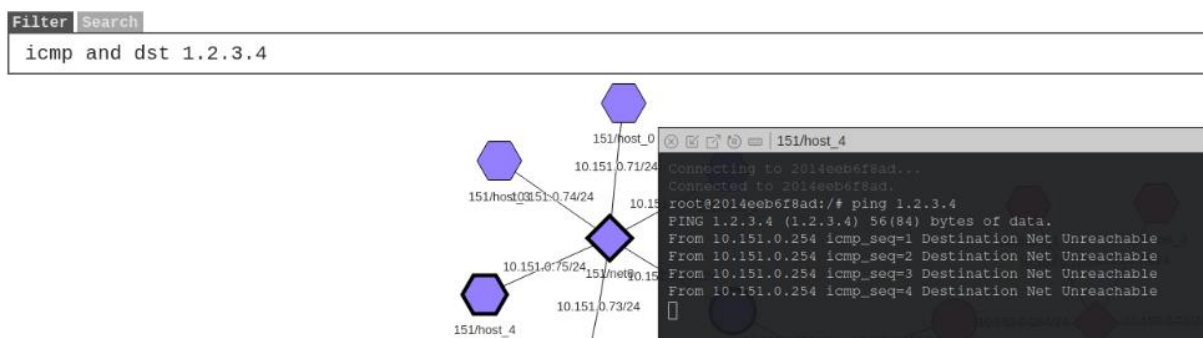 Filter Search
icmp and dst 1.2.3.4
151/host_0
151/host_4
10.151.0.71/24
Connecting to 2014eeb6f8ad...
Connected to 2014eeb6f8ad.
root@2014eeb6f8ad:/# ping 1.2.3.4
PING 1.2.3.4 (1.2.3.4) 56(84) bytes of data.
From 10.151.0.254 icmp_seq=1 Destination Net Unreachable
From 10.151.0.254 icmp_seq=2 Destination Net Unreachable
From 10.151.0.254 icmp_seq=3 Destination Net Unreachable
From 10.151.0.254 icmp_seq=4 Destination Net Unreachable
151/host_3
10.151.0.74/24
10.151.0.75/24
151/net0
10.15
10.73.0.73/24
151/host_4